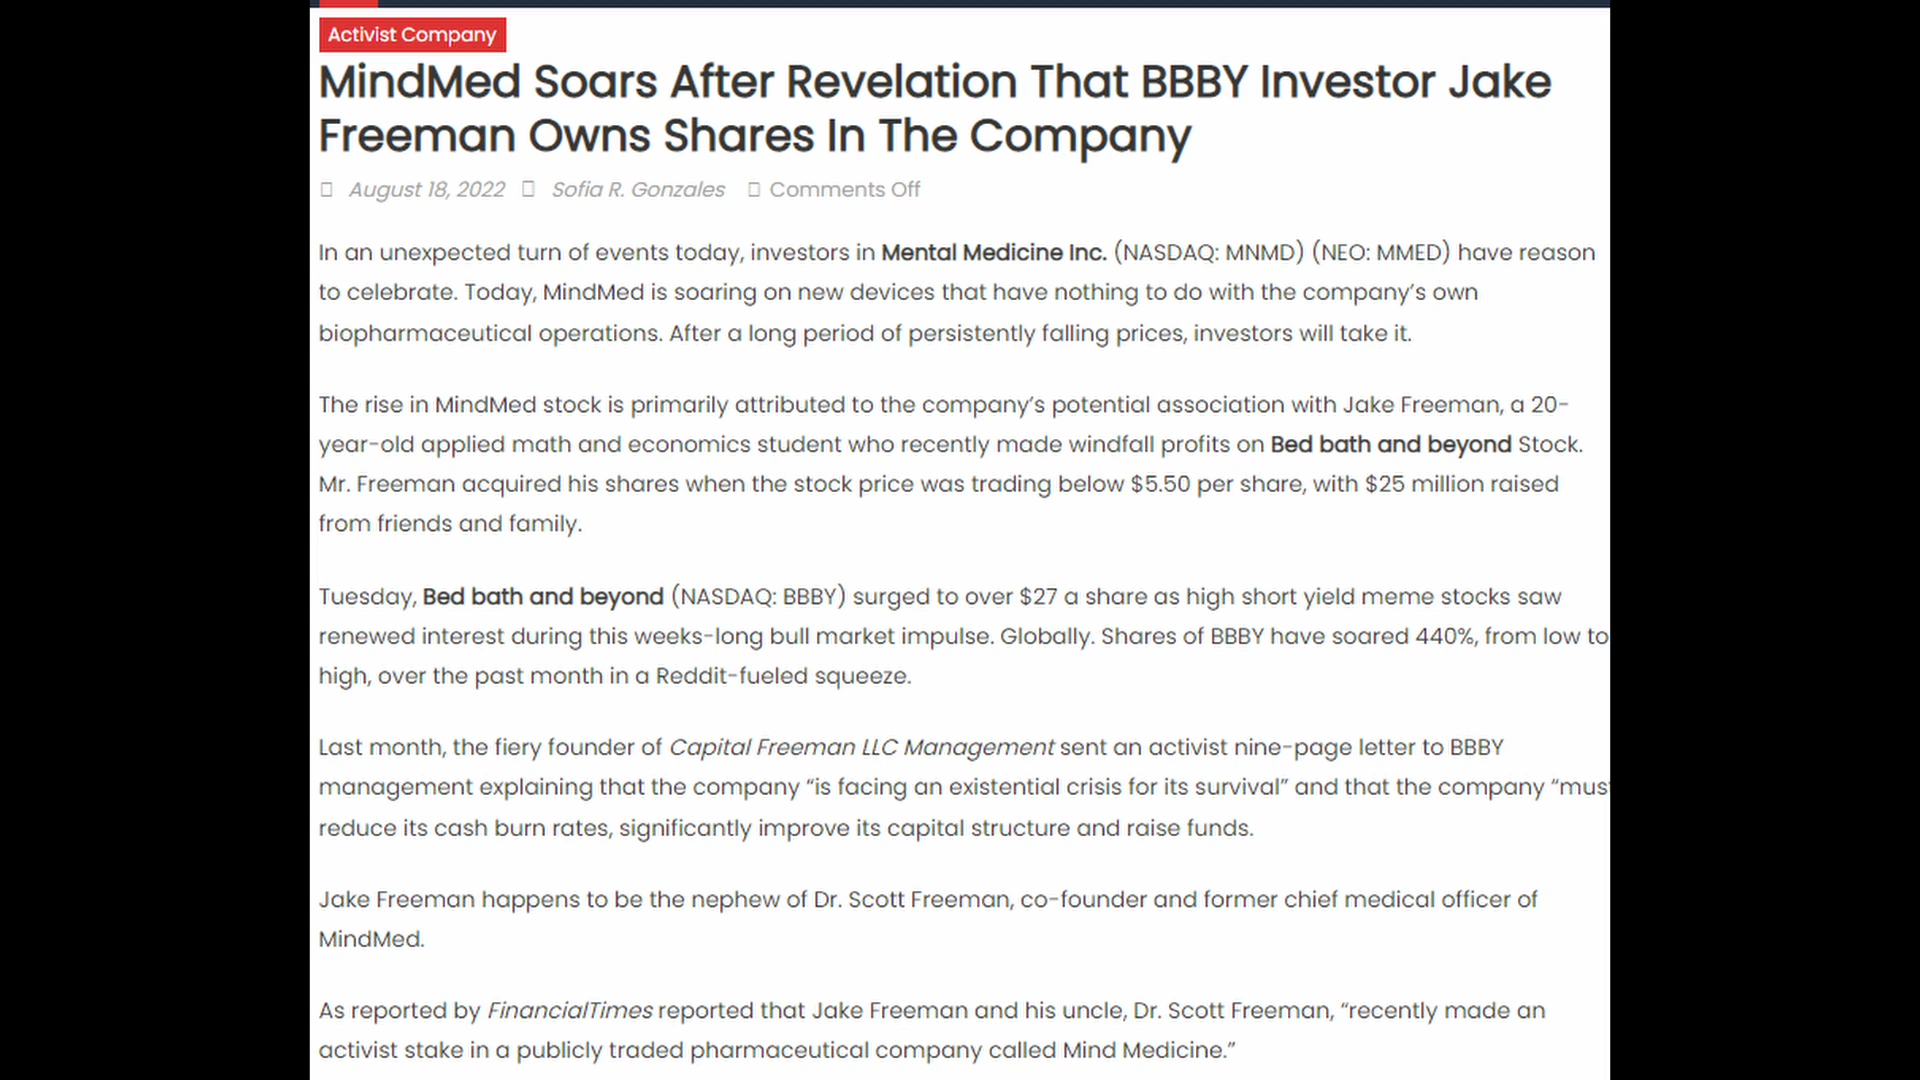 Activist Company
MindMed Soars After Revelation That BBBY Investor Jake
Freeman Owns Shares In The Company
August 18, 2022 Sofia R. Gonzales Comments Off
In an unexpected turn of events today, investors in Mental Medicine Inc. (NASDAQ: MNMD) (NEO: MMED) have reason
to celebrate. Today, MindMed is soaring on new devices that have nothing to do with the company’s own
biopharmaceutical operations. After a long period of persistently falling prices, investors will take it.
The rise in MindMed stock is primarily attributed to the company’s potential association with Jake Freeman, a 20-
year-old applied math and economics student who recently made windfall profits on Bed bath and beyond Stock.
Mr. Freeman acquired his shares when the stock price was trading below $5.50 per share, with $25 million raised
from friends and family.
Tuesday, Bed bath and beyond (NASDAQ: BBBY) surged to over $27 a share as high short yield meme stocks saw
renewed interest during this weeks-long bull market impulse. Globally. Shares of BBBY have soared 440%, from low to
high, over the past month in a Reddit-fueled squeeze.
Last month, the fiery founder of Capital Freeman LLC Management sent an activist nine-page letter to BBBY
management explaining that the company “is facing an existential crisis for its survival” and that the company “must
reduce its cash burn rates, significantly improve its capital structure and raise funds.
Jake Freeman happens to be the nephew of Dr. Scott Freeman, co-founder and former chief medical officer of
MindMed.
As reported by FinancialTimes reported that Jake Freeman and his uncle, Dr. Scott Freeman, “recently made an
activist stake in a publicly traded pharmaceutical company called Mind Medicine.”